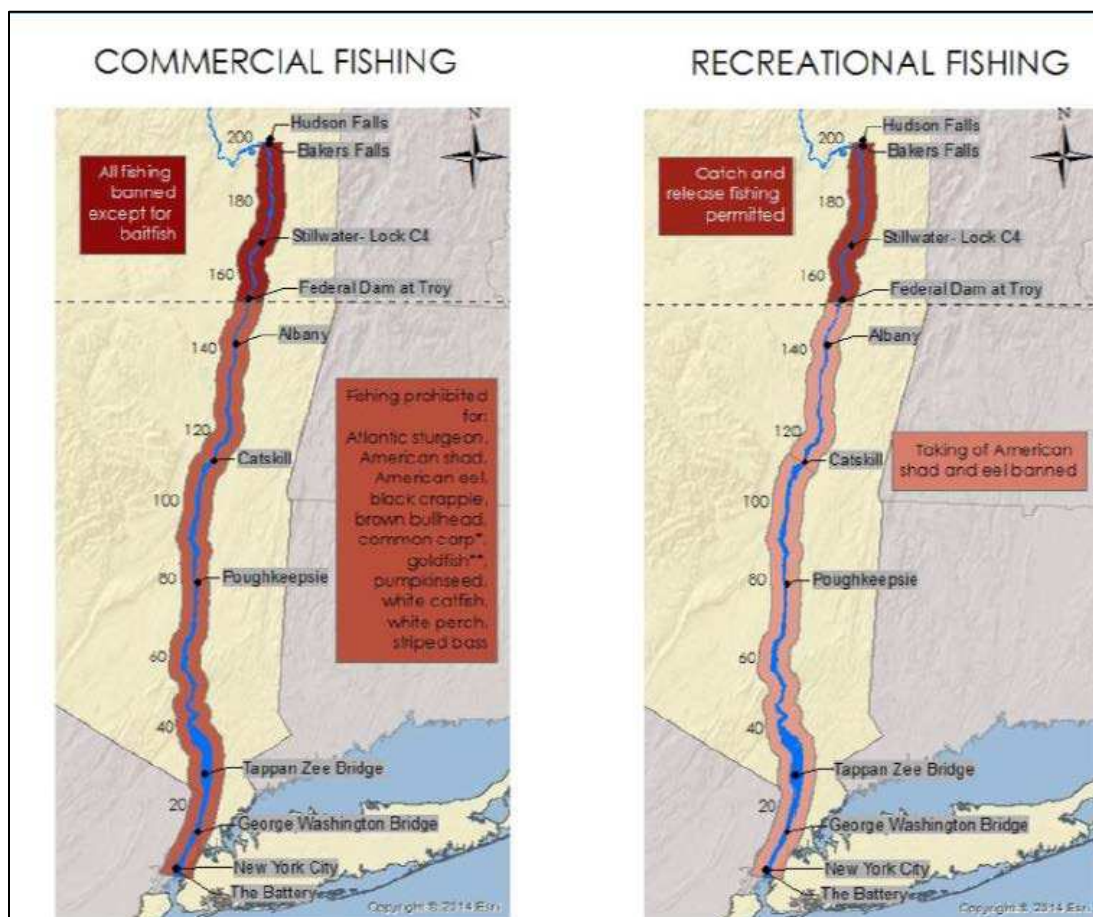 COMMERCIAL FISHING
Hudson Falls
200
Bakers Falls
All fishing
banned
except for
baitfish
180
Stillwater- Lock C4
160
Federal Dam at Troy
Albany
140
Fishing prohibited
for:
Atlantic sturgeon,
American shad,
American eel,
black crappie,
brown bullhead,
common carp*,
goldfish**,
pumpkinseed,
white catfish,
white perch,
striped bass
120
Catskill
100
80
Poughkeepsie
60
40
Tappan Zee Bridge
20
George Washington Bridge
New York City
The Battery
Copyright © 2014 Esri
RECREATIONAL FISHING
Hudson Falls
200
Bakers Falls
Catch and
release fishing
permitted
180
Stillwater- Lock C4
160
Federal Dam at Troy
Albany
140
120
Taking of American
shad and eel banned
Catskill
100
80
Poughkeepsie
60
40
Tappan Zee Bridge
20
George Washington Bridge
New York City
The Battery
Copyright © 2014 Esri